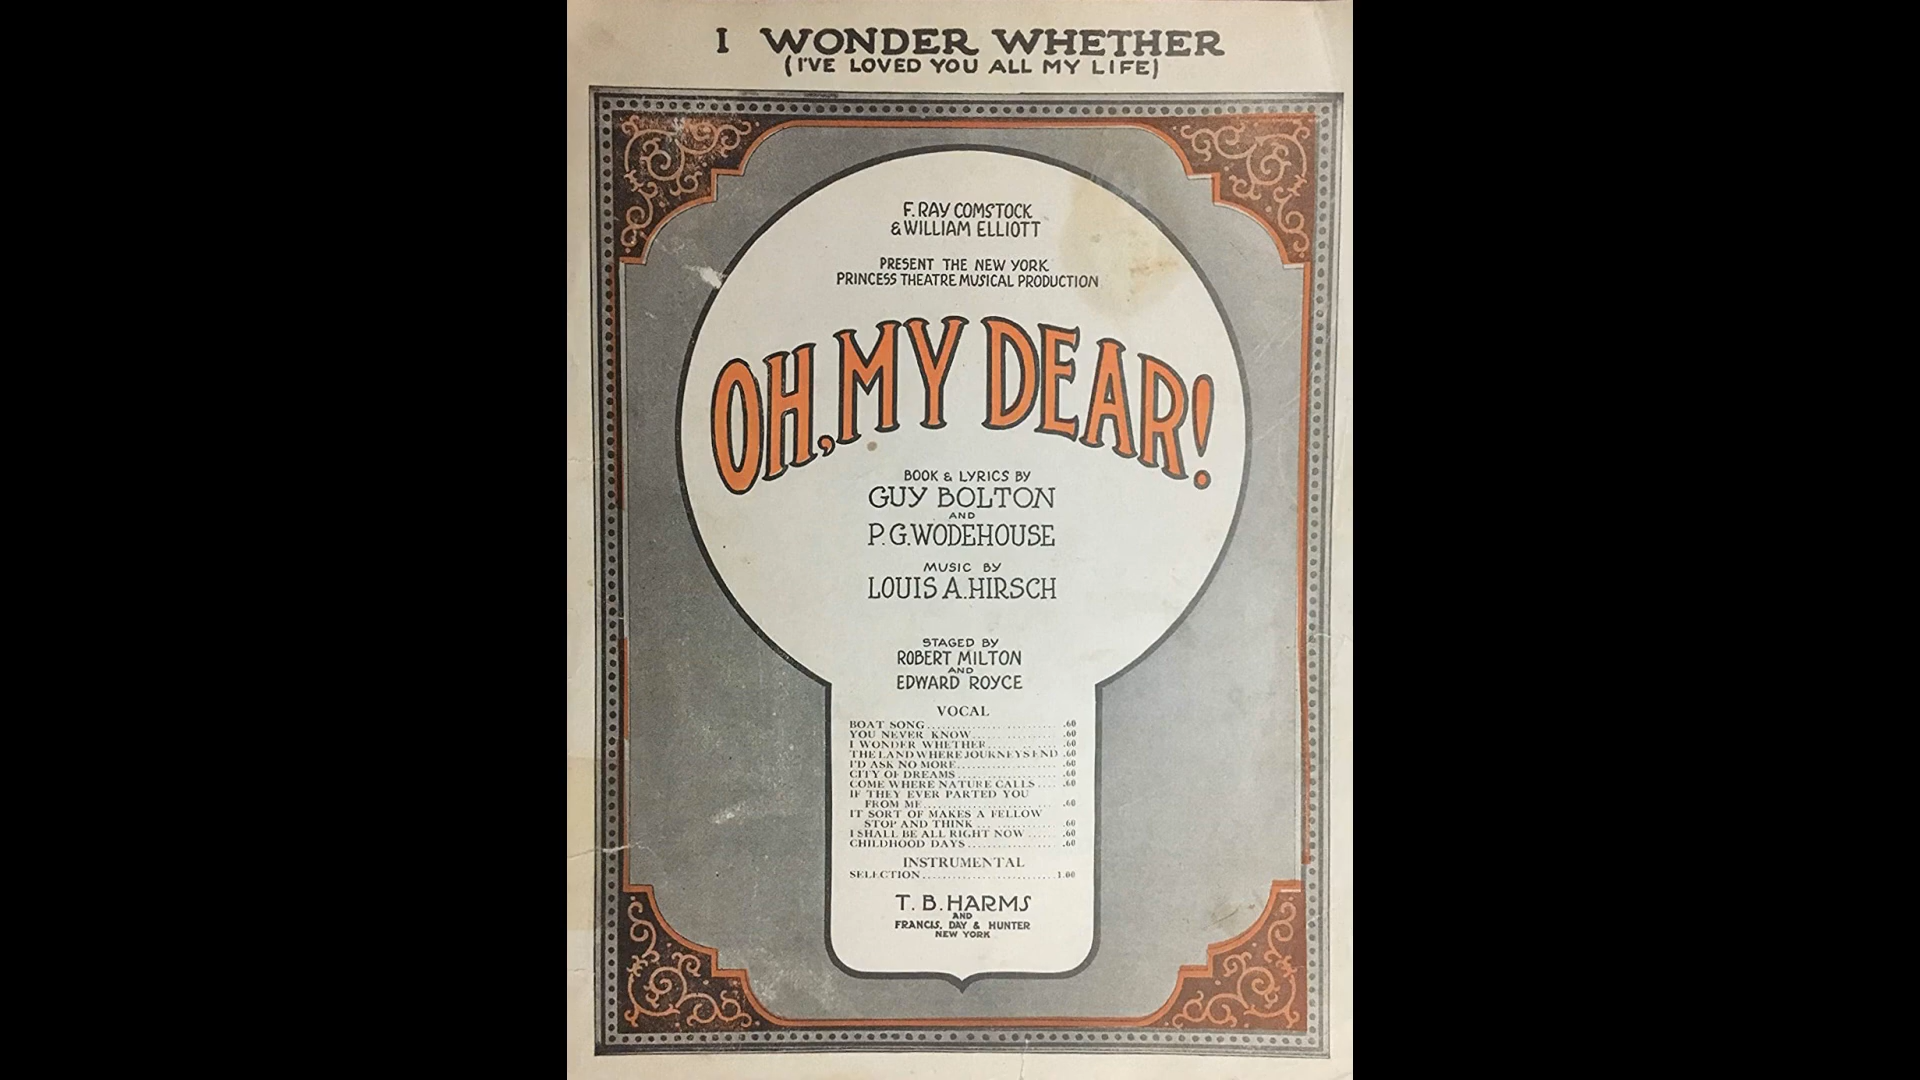 I WONDER WHETHER
(I'VE LOVED YOU ALL MY LIFE)
F. RAY COMSTOCK
& WILLIAM ELLIOTT
PRESENT THE NEW YORK
PRINCESS THEATRE MUSICAL PRODUCTION
OH, MY DEAR!
BOOK & LYRICS BY
GUY BOLTON
AND
P. G. WODEHOUSE
MUSIC BY
LOUIS A. HIRSCH
STAGED BY
ROBERT MILTON
AND
EDWARD ROYCE
VOCAL
BOAT SONG .60
YOU NEVER KNOW .60
I WONDER WHETHER .60
THE LAND WHERE JOURNEYS END .60
I'D ASK NO MORE .60
CITY OF DREAMS .60
COME WHERE NATURE CALLS .60
IF THEY EVER PARTED YOU
FROM ME .60
IT SORT OF MAKES A FELLOW
STOP AND THINK .60
I SHALL BE ALL RIGHT NOW .60
CHILDHOOD DAYS .60
INSTRUMENTAL
SELECTION 1.00
T. B. HARMS
AND
FRANCIS, DAY & HUNTER
NEW YORK